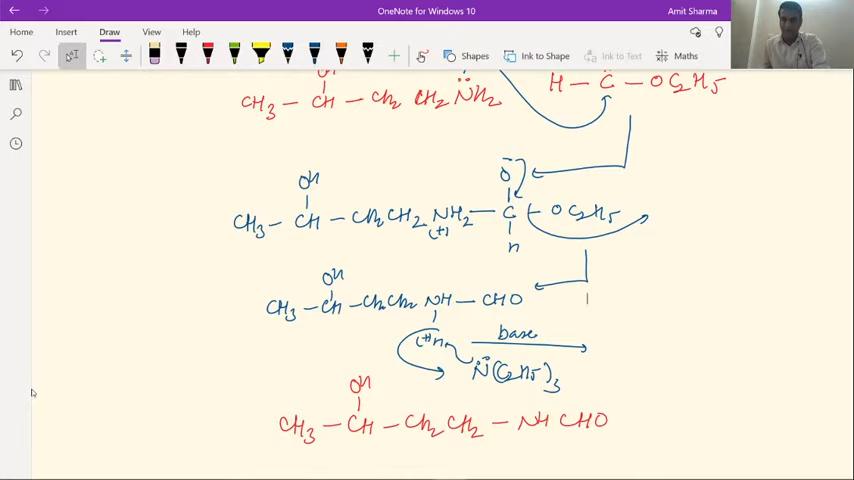 OneNote for Windows 10
Amit Sharma
Home Insert Draw View Help
Shapes Ink to Shape Ink to Text Maths
OH
CH3 – CH – CH2 CH2 N̈H2 H – C – OC2H5
O⁻
OH
CH3 – CH – CH2CH2 NH2 – C – OC2H5
(+)
H
OH
CH3 – CH – CH2CH2 NH – CHO
(+)H
base
N̈(C2H5)3
OH
CH3 – CH – CH2CH2 – NH CHO